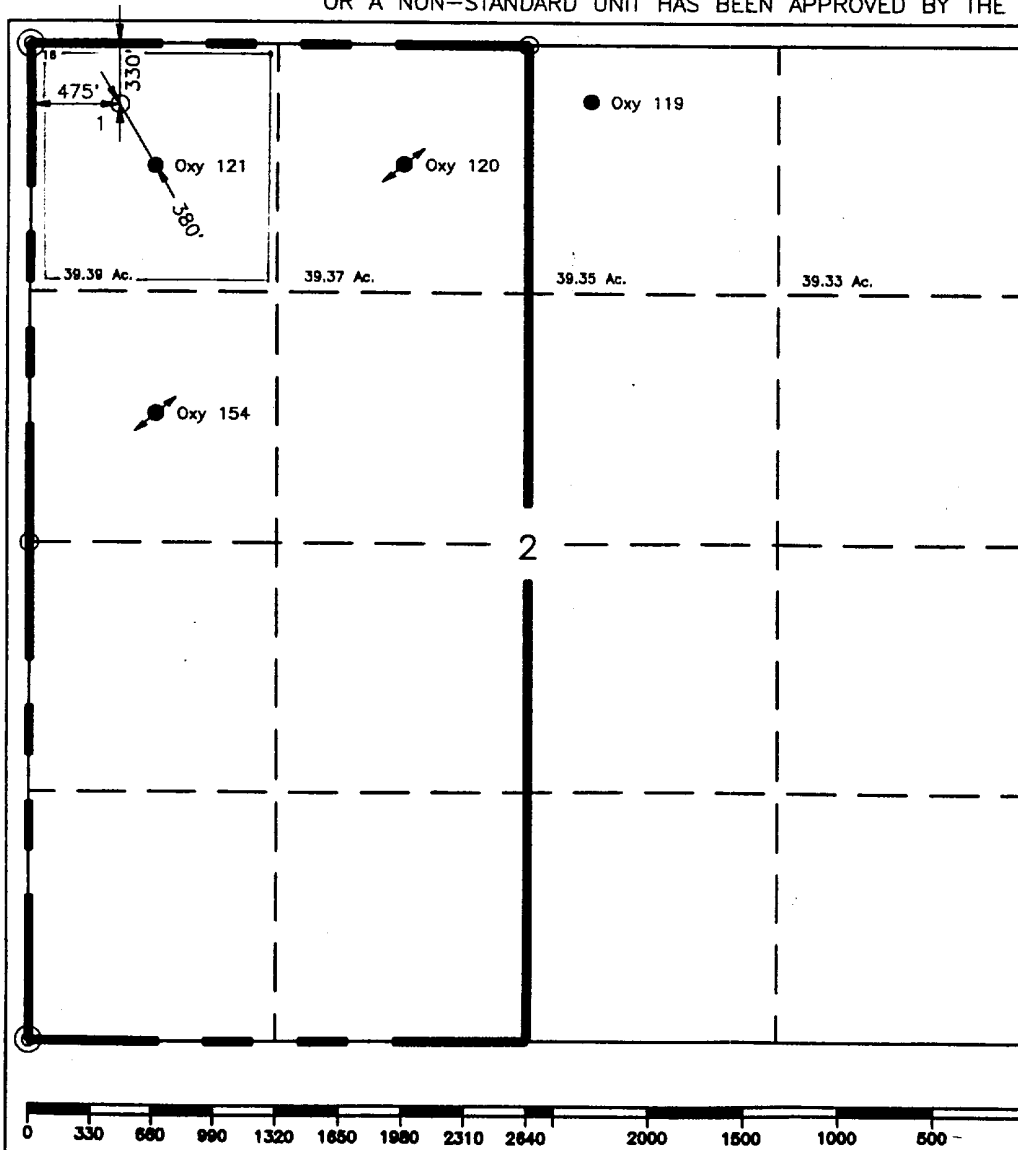 OR A NON-STANDARD UNIT HAS BEEN APPROVED BY THE
16
330'
475'
1
Oxy 119
Oxy 121
Oxy 120
380'
39.39 Ac.
39.37 Ac.
39.35 Ac.
39.33 Ac.
Oxy 154
2
0 330 660 990 1320 1650 1980 2310 2640 2000 1500 1000 500